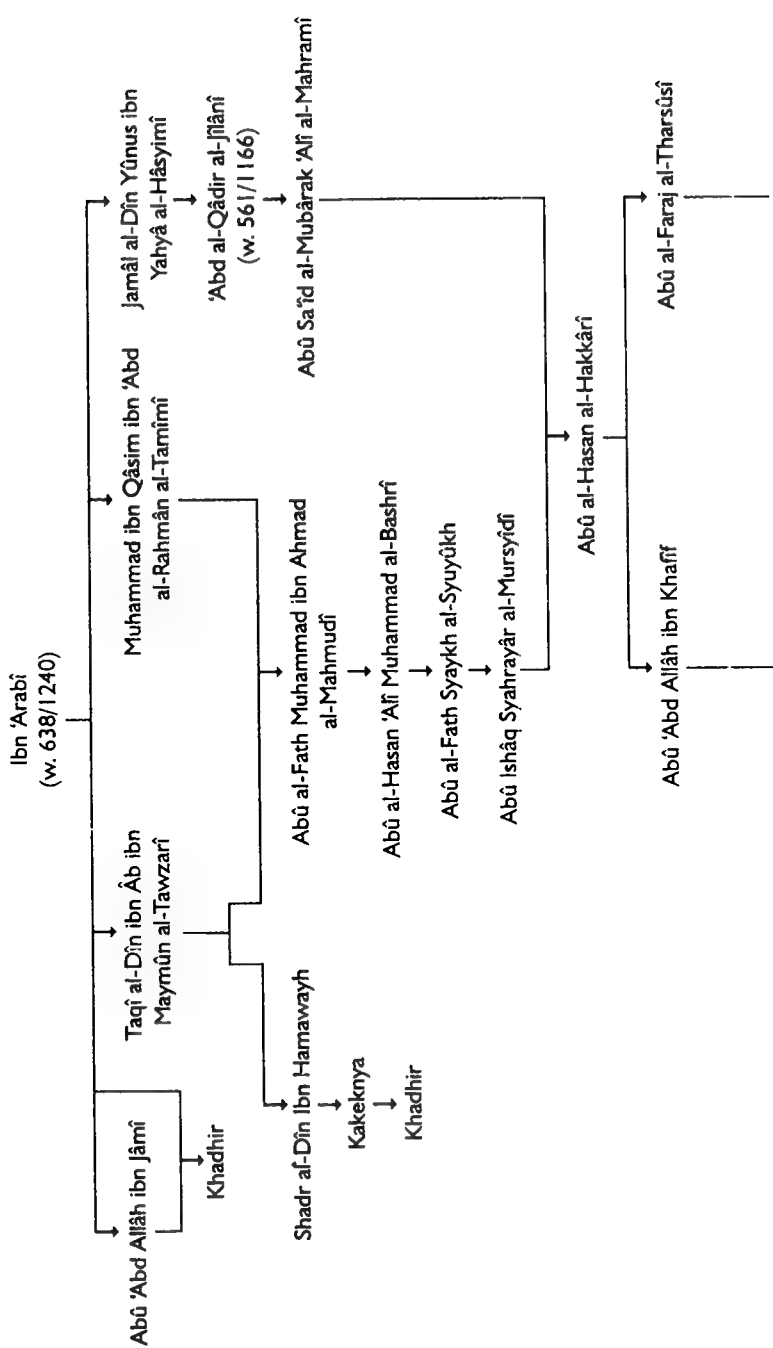 Ibn 'Arabî
(w. 638/1240)
Abû 'Abd Allâh ibn Jâmî
Khadhir
Taqî al-Dîn ibn Âb ibn
Maymûn al-Tawzarî
Muhammad ibn Qâsim ibn 'Abd
al-Rahmân al-Tamîmî
Jamâl al-Dîn Yûnus ibn
Yahyâ al-Hâsyimî
'Abd al-Qâdir al-Jîlânî
(w. 561/1166)
Abû Sa'îd al-Mubârak 'Alî al-Mahramî
Shadr al-Dîn Ibn Hamawayh
Kakeknya
Khadhir
Abû al-Fath Muhammad ibn Ahmad
al-Mahmudî
Abû al-Hasan 'Alî Muhammad al-Bashrî
Abû al-Fath Syaykh al-Syuyûkh
Abû Ishâq Syahrayâr al-Mursyîdî
Abû al-Hasan al-Hakkârî
Abû 'Abd Allâh ibn Khafîf
Abû al-Faraj al-Tharsûsî